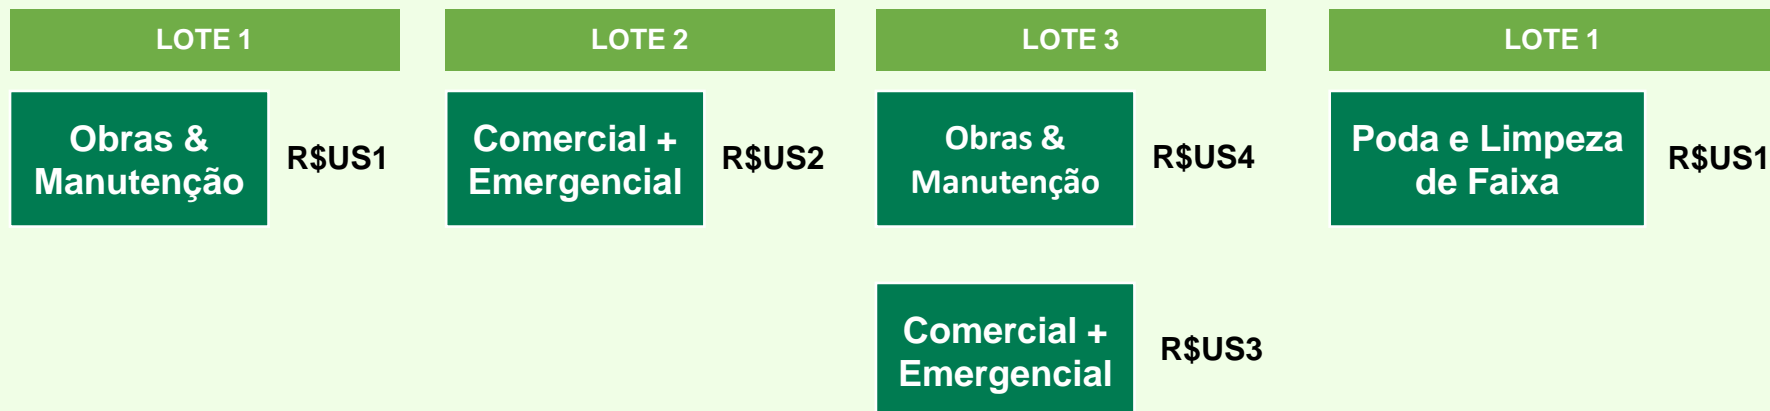 LOTE 1
Obras &
Manutenção
R$US1
LOTE 2
Comercial +
Emergencial
R$US2
LOTE 3
Obras &
Manutenção
R$US4
Comercial +
Emergencial
R$US3
LOTE 1
Poda e Limpeza
de Faixa
R$US1